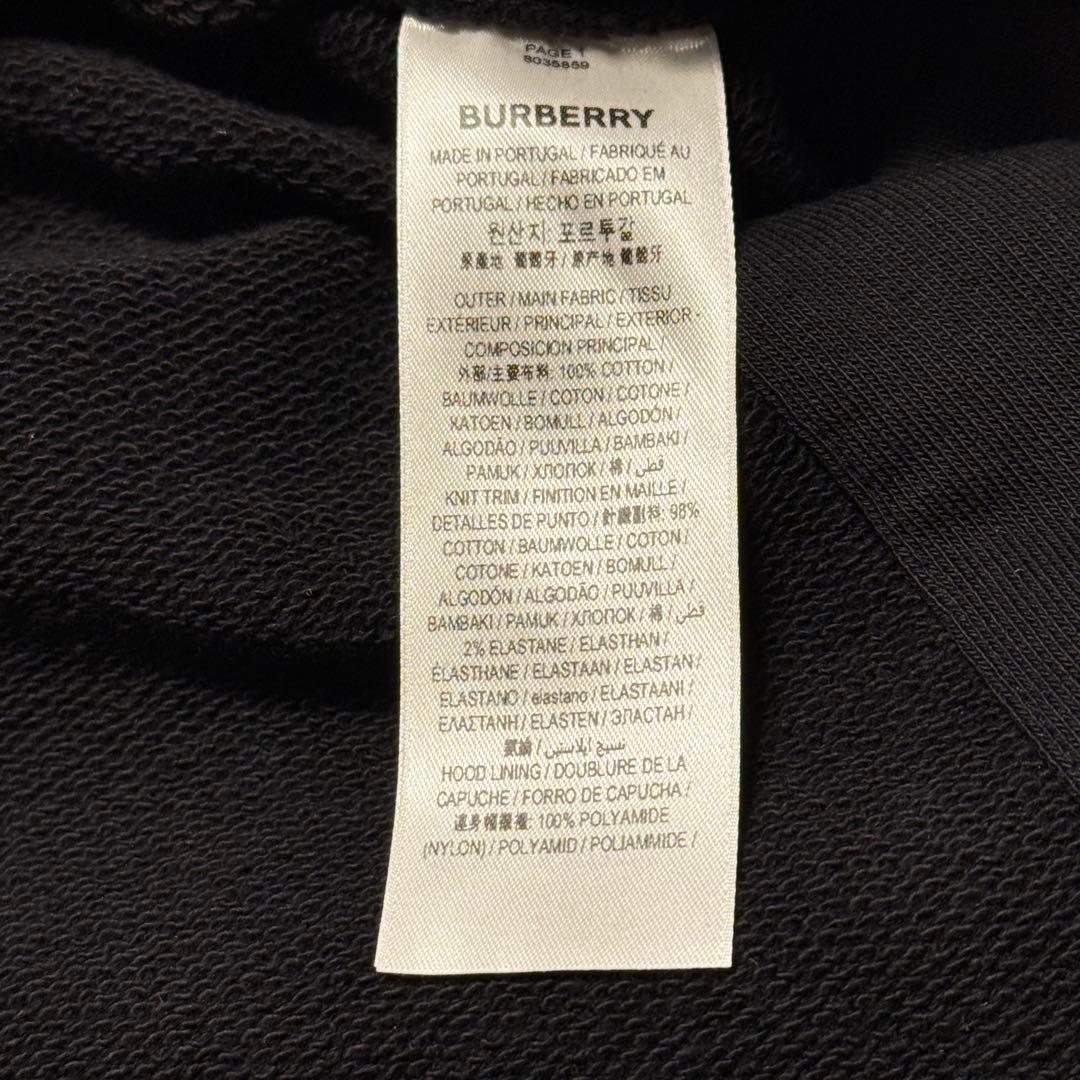 PAGE 1
8035859
BURBERRY
MADE IN PORTUGAL / FABRIQUÉ AU
PORTUGAL / FABRICADO EM
PORTUGAL / HECHO EN PORTUGAL
원산지 포르투갈
原產地 葡萄牙 / 原产地 葡萄牙
OUTER / MAIN FABRIC / TISSU
EXTERIEUR / PRINCIPAL / EXTERIOR -
COMPOSICION PRINCIPAL /
外部/主要布料: 100% COTTON /
BAUMWOLLE / COTON / COTONE /
KATOEN / BOMULL / ALGODÓN /
ALGODÃO / PUUVILLA / BAMBAKI /
PAMUK / ХЛОПОК / 棉 / قطن /
KNIT TRIM / FINITION EN MAILLE /
DETALLES DE PUNTO / 針織副料: 98%
COTTON / BAUMWOLLE / COTON /
COTONE / KATOEN / BOMULL /
ALGODÓN / ALGODÃO / PUUVILLA /
BAMBAKI / PAMUK / ХЛОПОК / 棉 / قطن /
2% ELASTANE / ELASTHAN /
ÉLASTHANE / ELASTAAN / ELASTAN /
ELASTANO / elastano / ELASTAANI /
ΕΛΑΣΤΑΝΗ / ELASTEN / ЭЛАСТАН /
氨綸 / نسيج إيلاستين /
HOOD LINING / DOUBLURE DE LA
CAPUCHE / FORRO DE CAPUCHA /
連身帽襯裡: 100% POLYAMIDE
(NYLON) / POLYAMID / POLIAMMIDE /